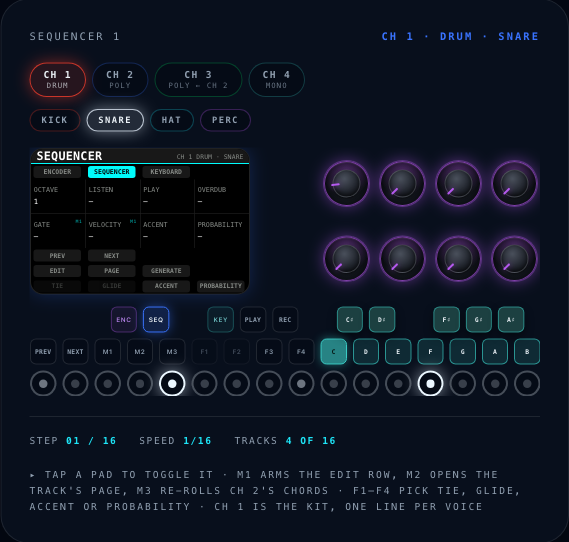 SEQUENCER 1
CH 1 · DRUM · SNARE
CH 1 CH 2 CH 3 CH 4
DRUM POLY POLY ← CH 2 MONO
KICK SNARE HAT PERC
SEQUENCER CH 1 DRUM · SNARE
ENCODER SEQUENCER KEYBOARD
OCTAVE LISTEN PLAY OVERDUB
1 — — —
GATE M1 VELOCITY M1 ACCENT PROBABILITY
— — — —
PREV NEXT
EDIT PAGE GENERATE
TIE GLIDE ACCENT PROBABILITY
ENC SEQ KEY PLAY REC C♯ D♯ F♯ G♯ A♯
PREV NEXT M1 M2 M3 F1 F2 F3 F4 C D E F G A B
STEP 01 / 16 SPEED 1/16 TRACKS 4 OF 16
▸ TAP A PAD TO TOGGLE IT · M1 ARMS THE EDIT ROW, M2 OPENS THE
TRACK'S PAGE, M3 RE–ROLLS CH 2'S CHORDS · F1–F4 PICK TIE, GLIDE,
ACCENT OR PROBABILITY · CH 1 IS THE KIT, ONE LINE PER VOICE